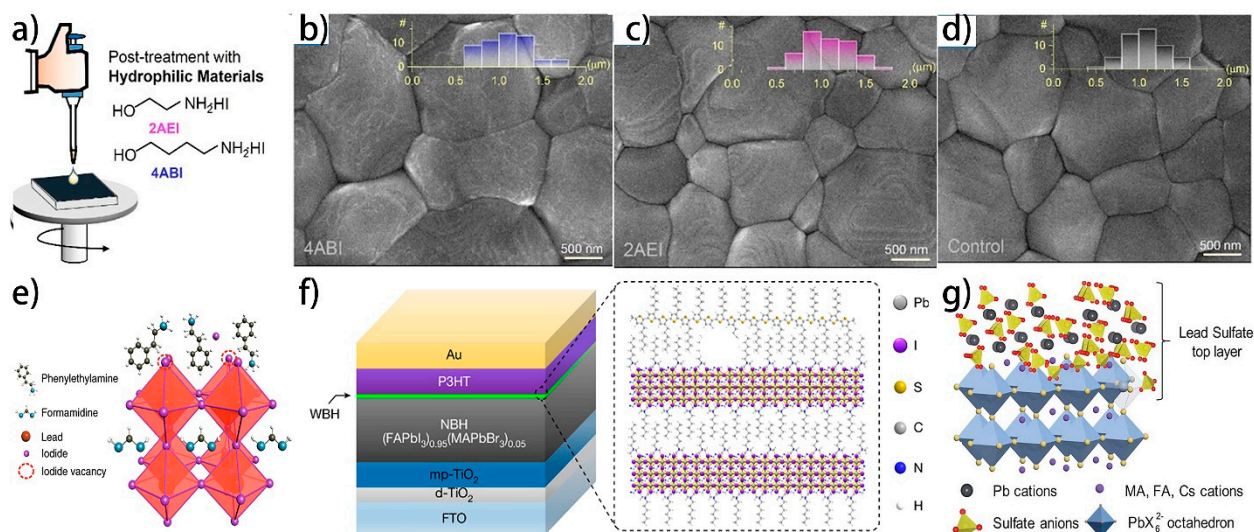 a)
Post-treatment with
Hydrophilic Materials
HO NH₂HI
2AEI
HO NH₂HI
4ABI
b)
#
10
0
(μm)
0.0 0.5 1.0 1.5 2.0
4ABI
500 nm
c)
#
10
0
(μm)
0.0 0.5 1.0 1.5 2.0
2AEI
500 nm
d)
#
10
0
(μm)
0.0 0.5 1.0 1.5 2.0
Control
500 nm
e)
Phenylethylamine
Formamidine
Lead
Iodide
Iodide vacancy
f)
Au
P3HT
WBH
NBH
(FAPbI₃)₀.₉₅(MAPbBr₃)₀.₀₅
mp-TiO₂
d-TiO₂
FTO
Pb
I
S
C
N
H
g)
Lead Sulfate
top layer
Pb cations
MA, FA, Cs cations
Sulfate anions
PbX₆²⁻ octahedron